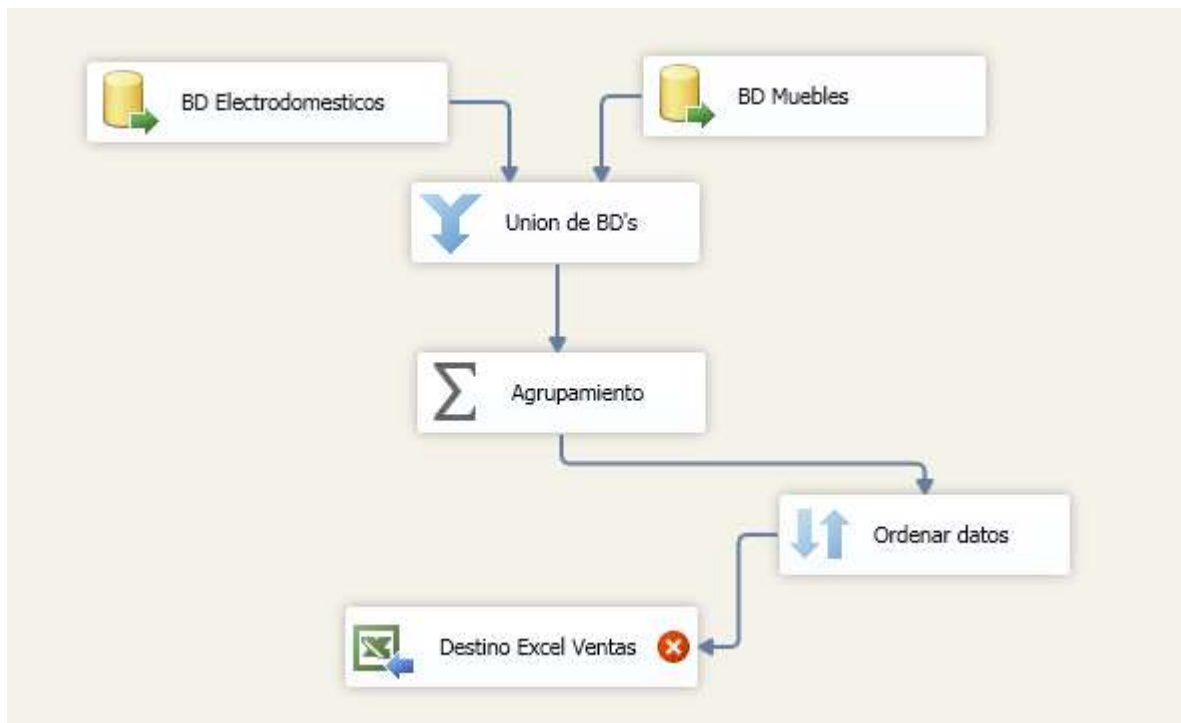 BD Electrodomesticos
BD Muebles
Union de BD's
Agrupamiento
Ordenar datos
Destino Excel Ventas